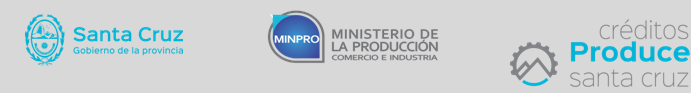 Santa Cruz
Gobierno de la provincia
MINPRO
MINISTERIO DE
LA PRODUCCIÓN
COMERCIO E INDUSTRIA
créditos
Produce
santa cruz